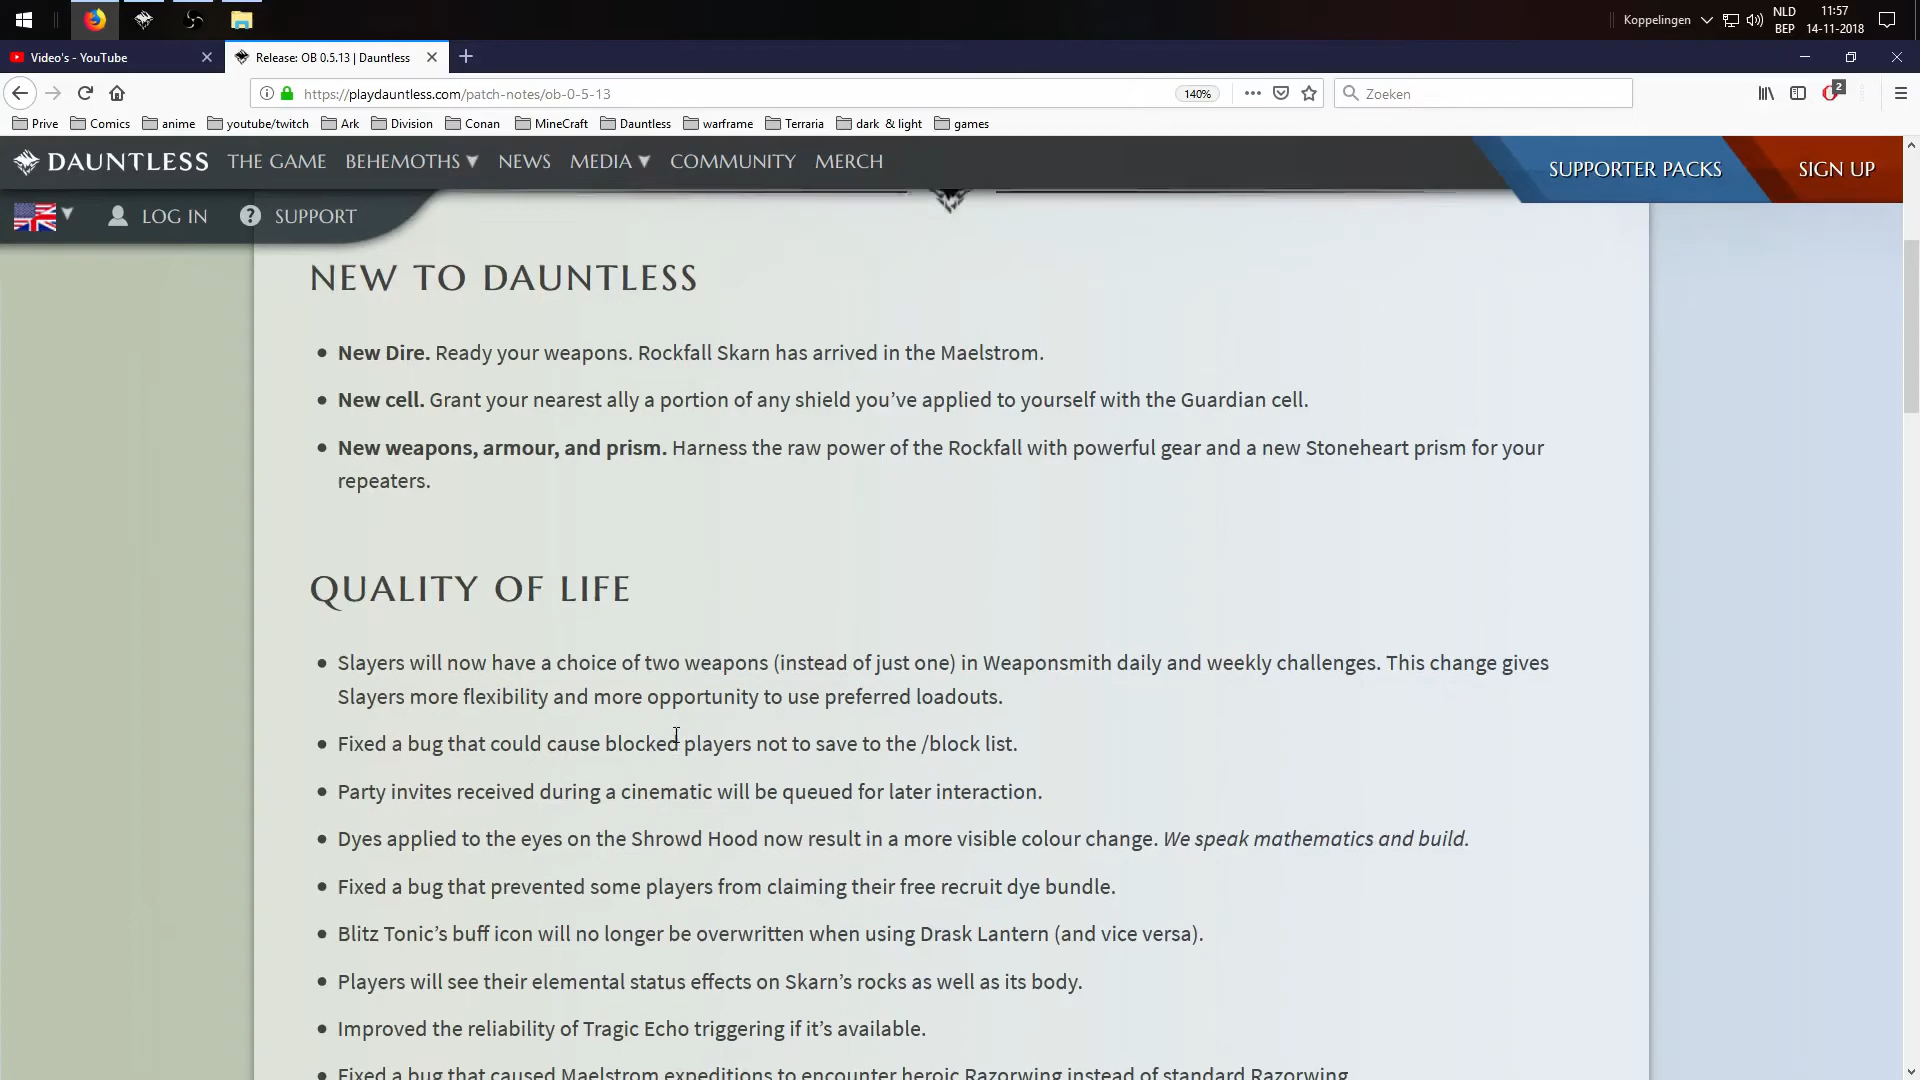 Koppelingen
NLD
BEP
11:57
14-11-2018
Video's - YouTube
Release: OB 0.5.13 | Dauntless
https://playdauntless.com/patch-notes/ob-0-5-13
140%
Zoeken
2
Prive
Comics
anime
youtube/twitch
Ark
Division
Conan
MineCraft
Dauntless
warframe
Terraria
dark & light
games
DAUNTLESS
THE GAME
BEHEMOTHS
NEWS
MEDIA
COMMUNITY
MERCH
SUPPORTER PACKS
SIGN UP
LOG IN
SUPPORT
NEW TO DAUNTLESS
New Dire. Ready your weapons. Rockfall Skarn has arrived in the Maelstrom.
New cell. Grant your nearest ally a portion of any shield you’ve applied to yourself with the Guardian cell.
New weapons, armour, and prism. Harness the raw power of the Rockfall with powerful gear and a new Stoneheart prism for your
repeaters.
QUALITY OF LIFE
Slayers will now have a choice of two weapons (instead of just one) in Weaponsmith daily and weekly challenges. This change gives
Slayers more flexibility and more opportunity to use preferred loadouts.
Fixed a bug that could cause blocked players not to save to the /block list.
Party invites received during a cinematic will be queued for later interaction.
Dyes applied to the eyes on the Shrowd Hood now result in a more visible colour change. We speak mathematics and build.
Fixed a bug that prevented some players from claiming their free recruit dye bundle.
Blitz Tonic’s buff icon will no longer be overwritten when using Drask Lantern (and vice versa).
Players will see their elemental status effects on Skarn’s rocks as well as its body.
Improved the reliability of Tragic Echo triggering if it’s available.
Fixed a bug that caused Maelstrom expeditions to encounter heroic Razorwing instead of standard Razorwing.